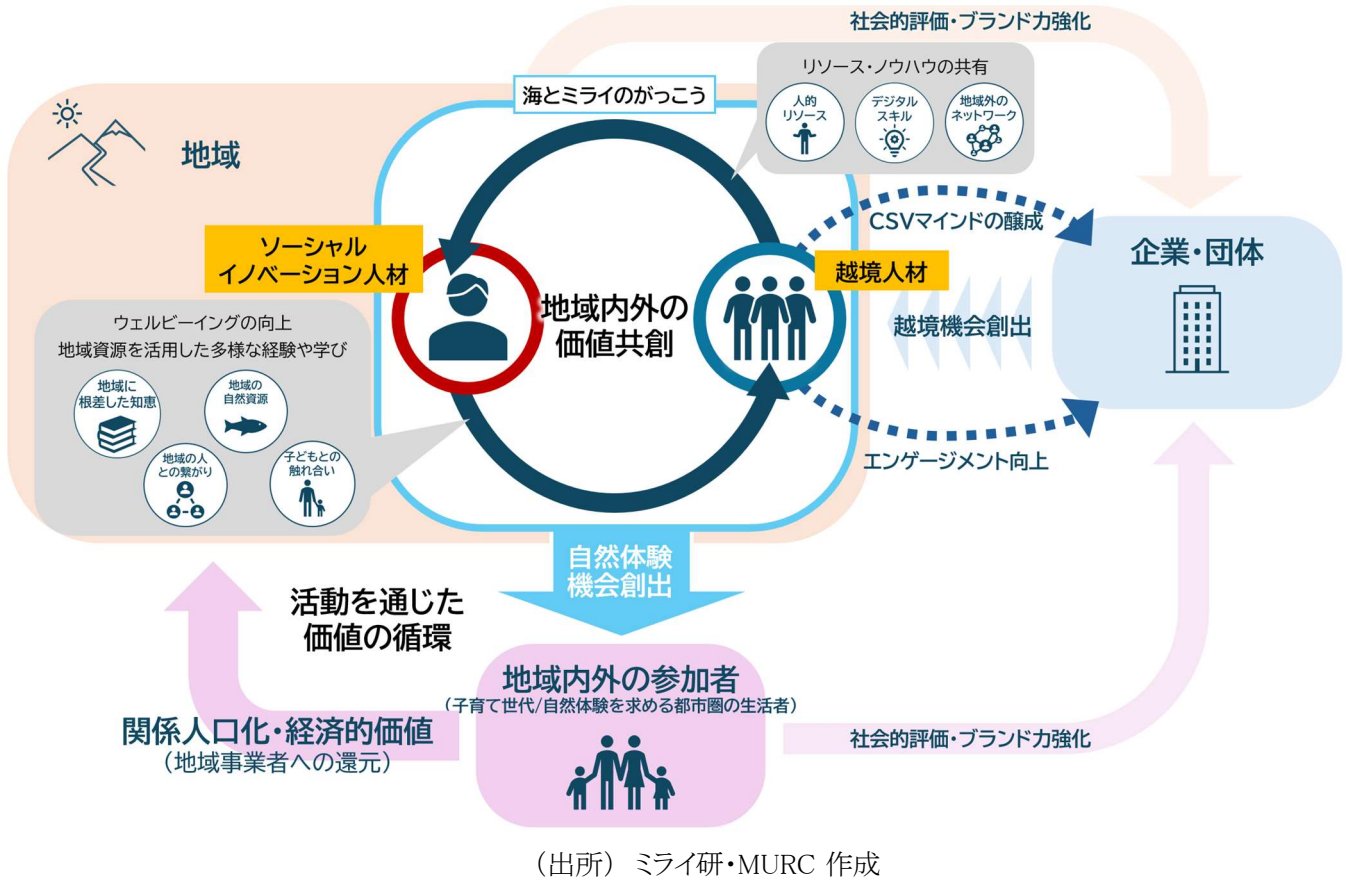 社会的評価・ブランド力強化
リソース・ノウハウの共有
人的
リソース
デジタル
スキル
地域外の
ネットワーク
海とミライのがっこう
地域
ソーシャル
イノベーション人材
ウェルビーイングの向上
地域資源を活用した多様な経験や学び
地域に
根差した知恵
地域の
自然資源
地域の人
との繋がり
子どもとの
触れ合い
地域内外の
価値共創
越境人材
CSVマインドの醸成
越境機会創出
エンゲージメント向上
企業・団体
自然体験
機会創出
活動を通じた
価値の循環
地域内外の参加者
(子育て世代/自然体験を求める都市圏の生活者)
関係人口化・経済的価値
(地域事業者への還元)
社会的評価・ブランド力強化
(出所) ミライ研・MURC 作成